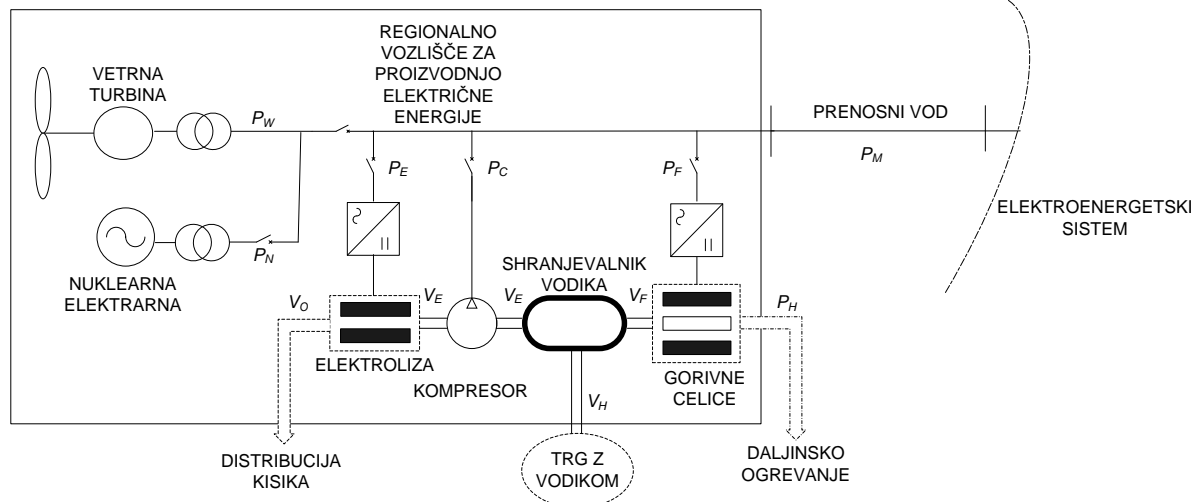 REGIONALNO
VOZLIŠČE ZA
PROIZVODNJO
ELEKTRIČNE
ENERGIJE
VETRNA
TURBINA
P_W
PRENOSNI VOD
P_M
P_E
P_C
P_F
ELEKTROENERGETSKI
SISTEM
P_N
NUKLEARNA
ELEKTRARNA
SHRANJEVALNIK
VODIKA
V_O
V_E
V_E
V_F
P_H
ELEKTROLIZA
KOMPRESOR
GORIVNE
CELICE
V_H
DISTRIBUCIJA
KISIKA
TRG Z
VODIKOM
DALJINSKO
OGREVANJE